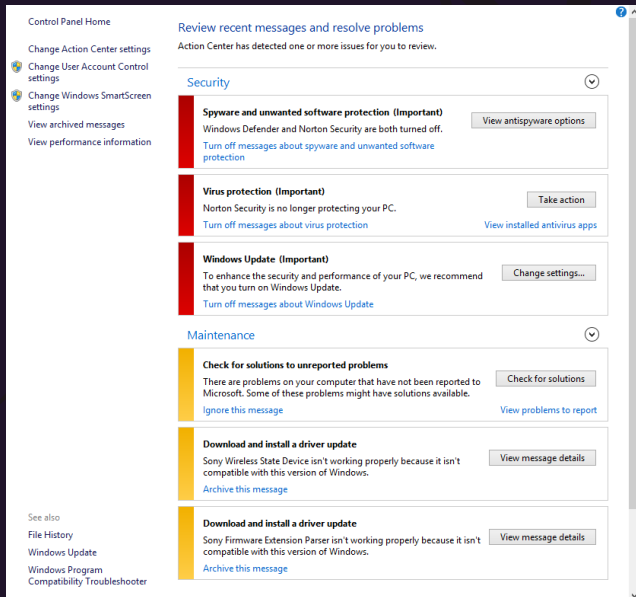 Control Panel Home
Change Action Center settings
Change User Account Control
settings
Change Windows SmartScreen
settings
View archived messages
View performance information
See also
File History
Windows Update
Windows Program
Compatibility Troubleshooter
?
Review recent messages and resolve problems
Action Center has detected one or more issues for you to review.
Security
Spyware and unwanted software protection (Important)
Windows Defender and Norton Security are both turned off.
Turn off messages about spyware and unwanted software
protection
View antispyware options
Virus protection (Important)
Norton Security is no longer protecting your PC.
Turn off messages about virus protection
Take action
View installed antivirus apps
Windows Update (Important)
To enhance the security and performance of your PC, we recommend
that you turn on Windows Update.
Turn off messages about Windows Update
Change settings...
Maintenance
Check for solutions to unreported problems
There are problems on your computer that have not been reported to
Microsoft. Some of these problems might have solutions available.
Ignore this message
Check for solutions
View problems to report
Download and install a driver update
Sony Wireless State Device isn't working properly because it isn't
compatible with this version of Windows.
Archive this message
View message details
Download and install a driver update
Sony Firmware Extension Parser isn't working properly because it isn't
compatible with this version of Windows.
Archive this message
View message details